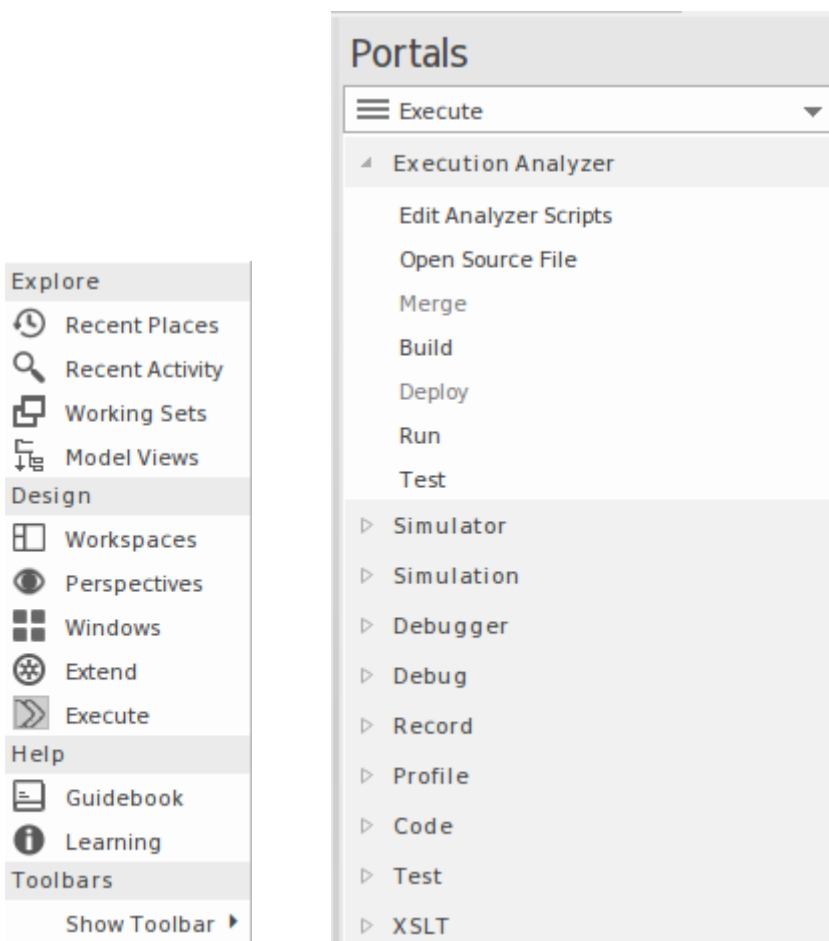 Explore
Recent Places
Recent Activity
Working Sets
Model Views
Design
Workspaces
Perspectives
Windows
Extend
Execute
Help
Guidebook
Learning
Toolbars
Show Toolbar
Portals
Execute
Execution Analyzer
Edit Analyzer Scripts
Open Source File
Merge
Build
Deploy
Run
Test
Simulator
Simulation
Debugger
Debug
Record
Profile
Code
Test
XSLT